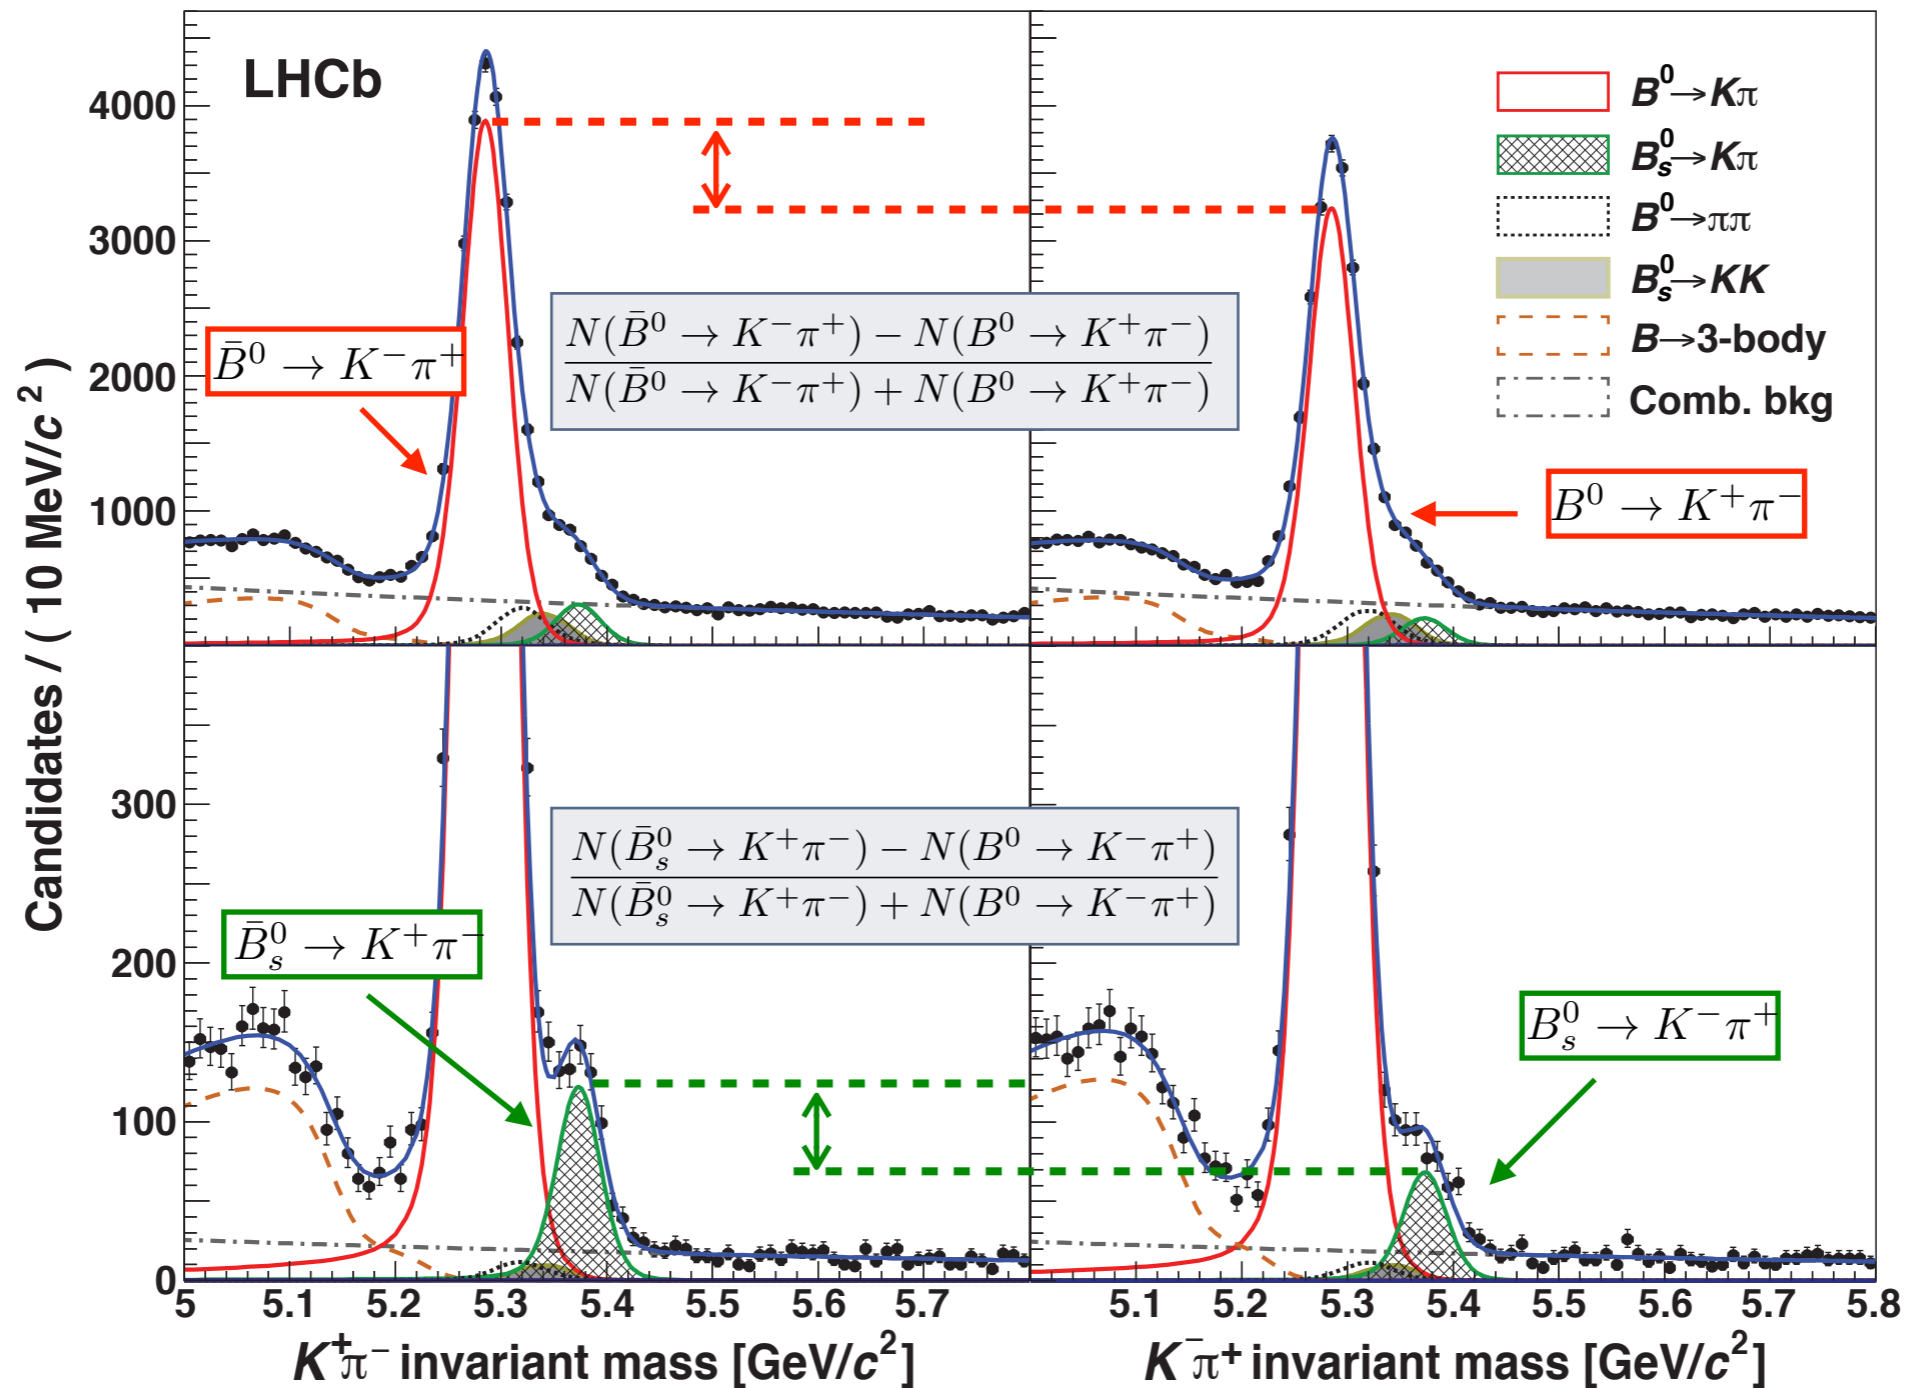 LHCb
Candidates / ( 10 MeV/c² )
4000
3000
2000
1000
B⁰→Kπ
B⁰ₛ→Kπ
B⁰→ππ
B⁰ₛ→KK
B→3-body
Comb. bkg
B̄⁰ → K⁻π⁺
N(B̄⁰ → K⁻π⁺) − N(B⁰ → K⁺π⁻)
N(B̄⁰ → K⁻π⁺) + N(B⁰ → K⁺π⁻)
B⁰ → K⁺π⁻
300
200
100
0
N(B̄⁰ₛ → K⁺π⁻) − N(B⁰ → K⁻π⁺)
N(B̄⁰ₛ → K⁺π⁻) + N(B⁰ → K⁻π⁺)
B̄⁰ₛ → K⁺π⁻
B⁰ₛ → K⁻π⁺
5 5.1 5.2 5.3 5.4 5.5 5.6 5.7 5.1 5.2 5.3 5.4 5.5 5.6 5.7 5.8
K⁺π⁻ invariant mass [GeV/c²]
K⁻π⁺ invariant mass [GeV/c²]